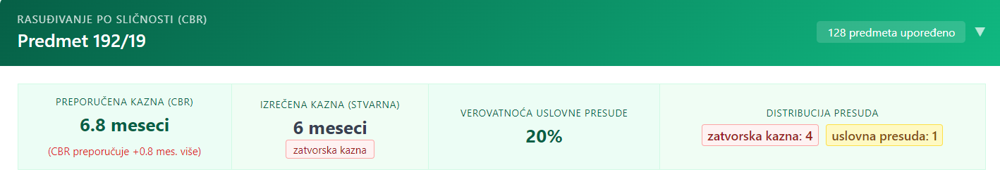 RASUĐIVANJE PO SLIČNOSTI (CBR)
Predmet 192/19
128 predmeta upoređeno
▼
PREPORUČENA KAZNA (CBR)
6.8 meseci
(CBR preporučuje +0.8 mes. više)
IZREČENA KAZNA (STVARNA)
6 meseci
zatvorska kazna
VEROVATNOĆA USLOVNE PRESUDE
20%
DISTRIBUCIJA PRESUDA
zatvorska kazna: 4
uslovna presuda: 1